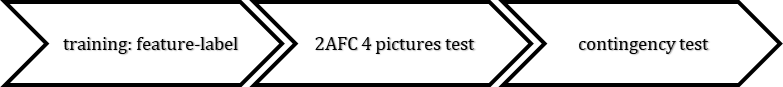 training: feature-label
2AFC 4 pictures test
contingency test